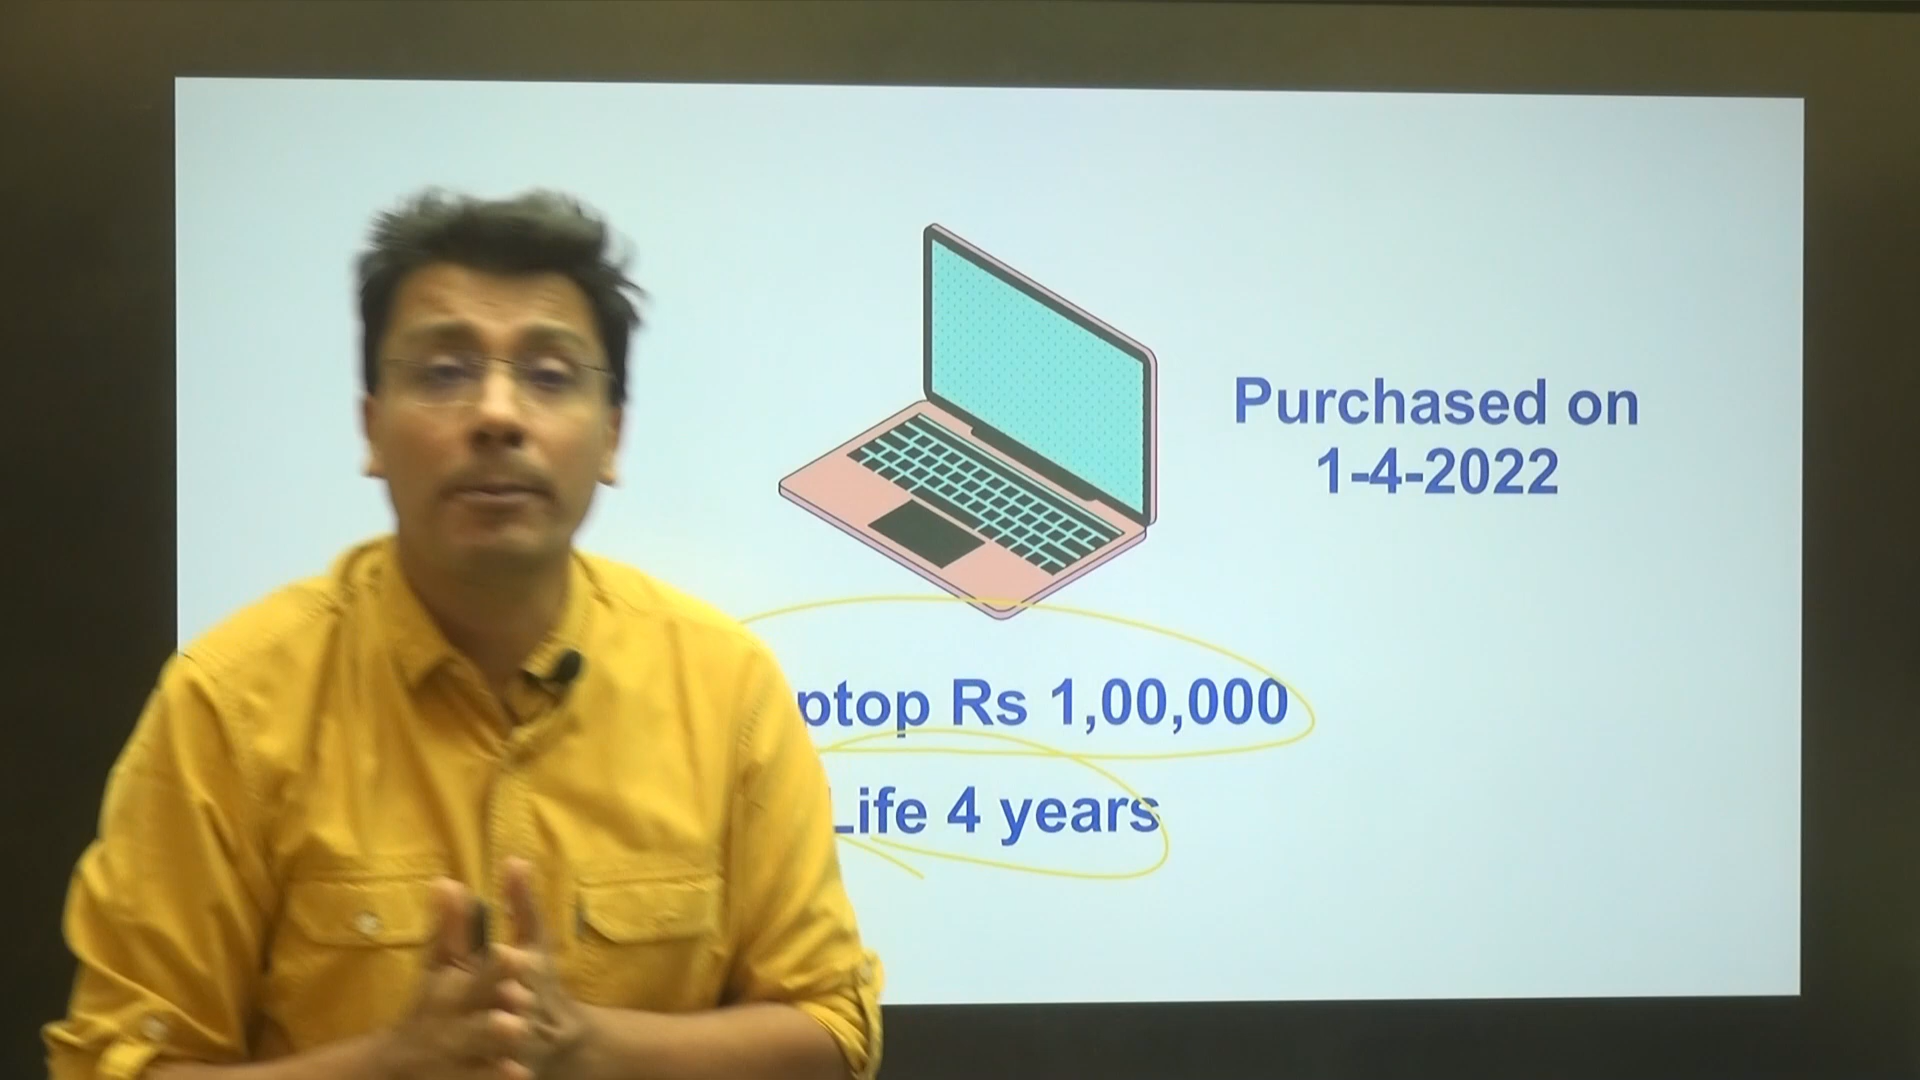 Purchased on
1-4-2022
ptop Rs 1,00,000
Life 4 years